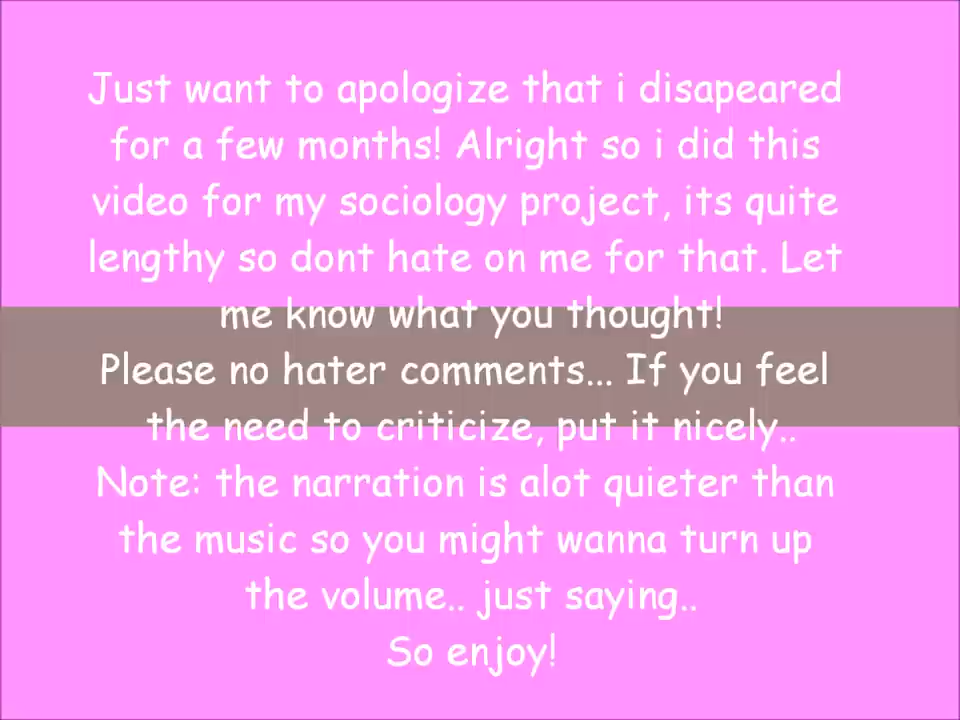 Just want to apologize that i disapeared
for a few months! Alright so i did this
video for my sociology project, its quite
lengthy so dont hate on me for that. Let
me know what you thought!
Please no hater comments... If you feel
the need to criticize, put it nicely..
Note: the narration is alot quieter than
the music so you might wanna turn up
the volume.. just saying..
So enjoy!